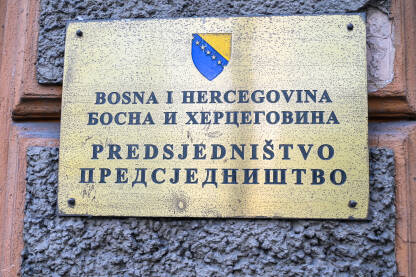 BOSNA I HERCEGOVINA
БОСНА И ХЕРЦЕГОВИНА
PREDSJEDNIŠTVO
ПРЕДСЈЕДНИШТВО